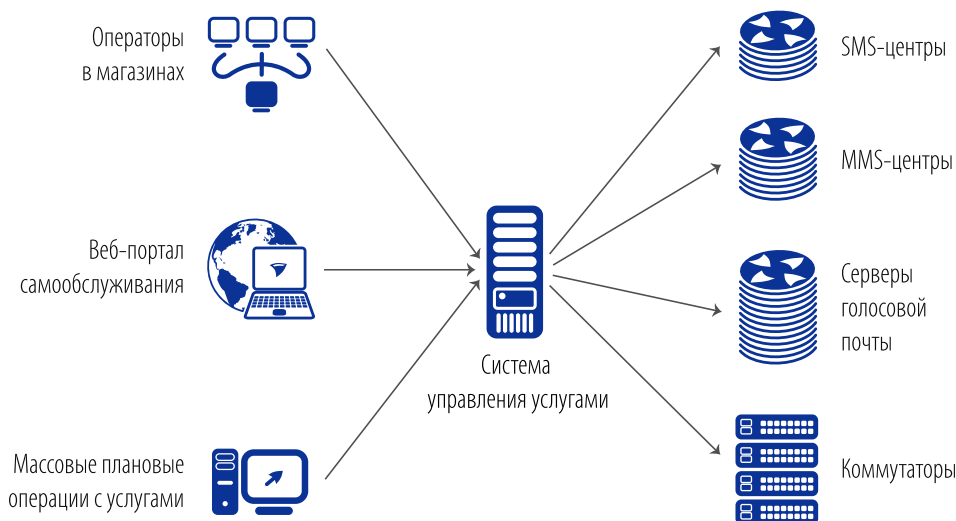 Операторы
в магазинах
Веб-портал
самообслуживания
Массовые плановые
операции с услугами
Система
управления услугами
SMS-центры
MMS-центры
Серверы
голосовой
почты
Коммутаторы